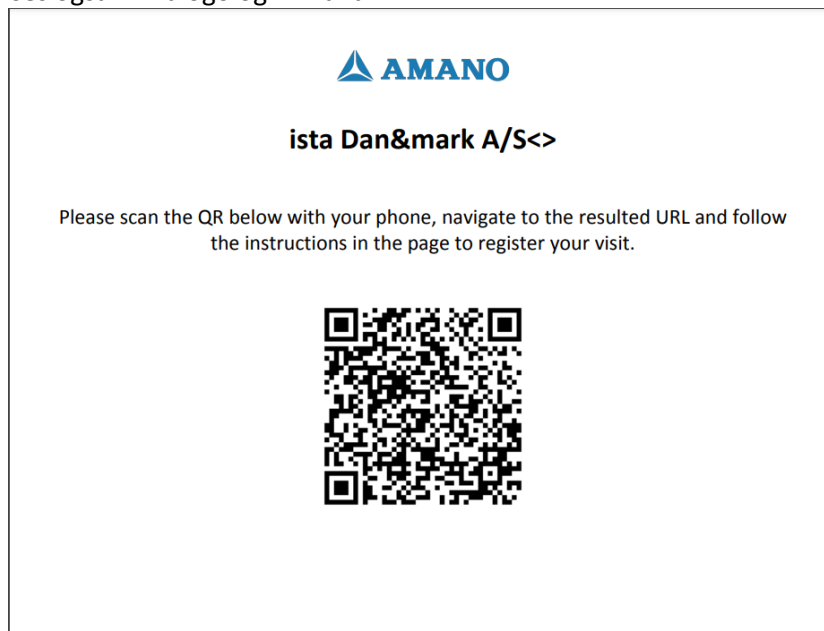 AMANO
ista Dan&mark A/S<>
Please scan the QR below with your phone, navigate to the resulted URL and follow
the instructions in the page to register your visit.